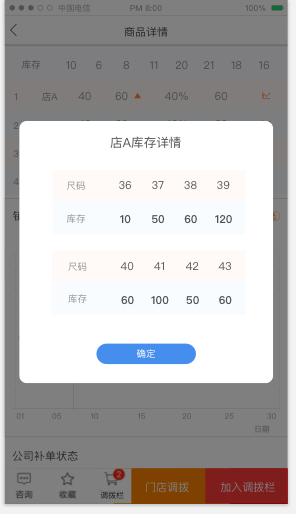 中国电信 PM 8:00 100%
商品详情
库存 10 6 8 11 20 21 18 16
1 店A 40 60 40% 60
2
3
4
店A库存详情
尺码 36 37 38 39
库存 10 50 60 120
尺码 40 41 42 43
库存 60 100 50 60
确定
01 05 10 15 20 25 30
日期
公司补单状态
咨询 收藏 调拨栏 2 门店调拨 加入调拨栏